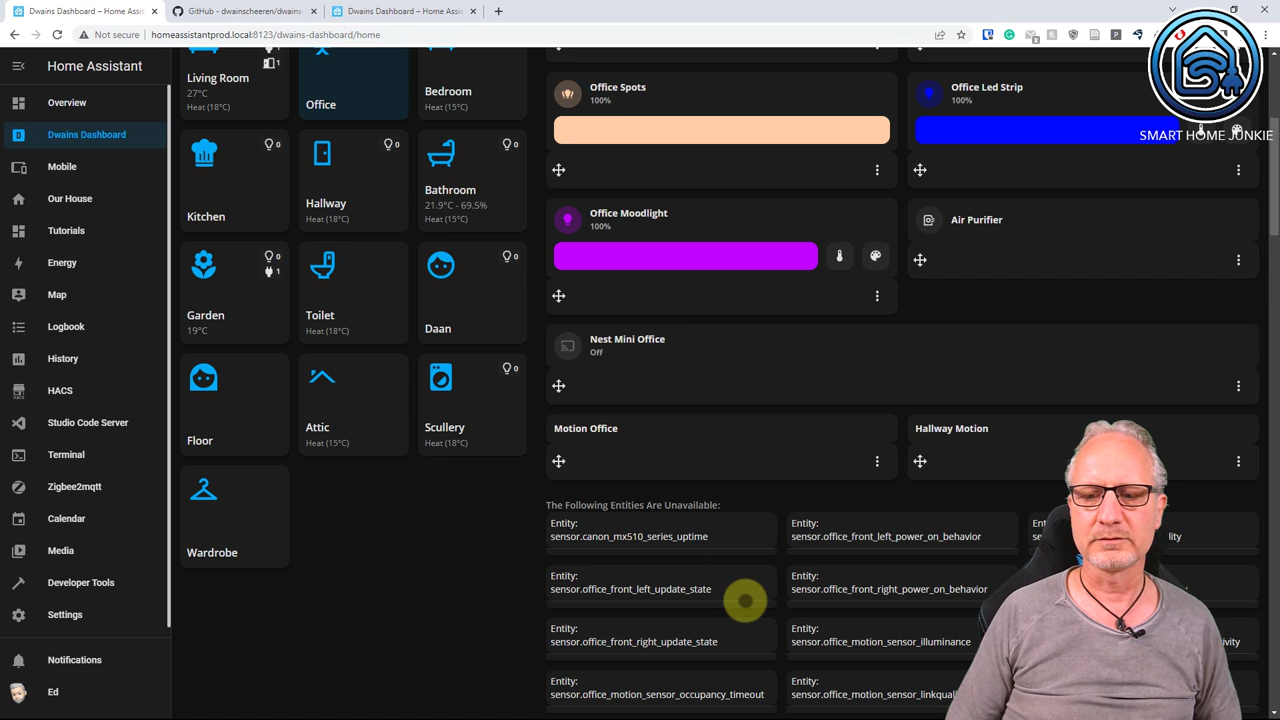 Dwains Dashboard – Home Assis
GitHub - dwainscheeren/dwains-
Dwains Dashboard – Home Assis
Not secure
homeassistantprod.local:8123/dwains-dashboard/home
SMART HOME JUNKIE
Home Assistant
Overview
Dwains Dashboard
Mobile
Our House
Tutorials
Energy
Map
Logbook
History
HACS
Studio Code Server
Terminal
Zigbee2mqtt
Calendar
Media
Developer Tools
Settings
Notifications
Ed
1
Living Room
27°C
Heat (18°C)
Office
Bedroom
Heat (15°C)
0
Kitchen
0
Hallway
Heat (18°C)
0
Bathroom
21.9°C - 69.5%
Heat (15°C)
0
1
Garden
19°C
Toilet
Heat (18°C)
0
Daan
Floor
Attic
Heat (15°C)
0
Scullery
Heat (18°C)
Wardrobe
Office Spots
100%
Office Led Strip
100%
Office Moodlight
100%
Air Purifier
Nest Mini Office
Off
Motion Office
Hallway Motion
The Following Entities Are Unavailable:
Entity:
sensor.canon_mx510_series_uptime
Entity:
sensor.office_front_left_power_on_behavior
Entity:
sensor.office_front_left_update_state
Entity:
sensor.office_front_right_power_on_behavior
Entity:
sensor.office_front_right_update_state
Entity:
sensor.office_motion_sensor_illuminance
Entity:
sensor.office_motion_sensor_occupancy_timeout
Entity: